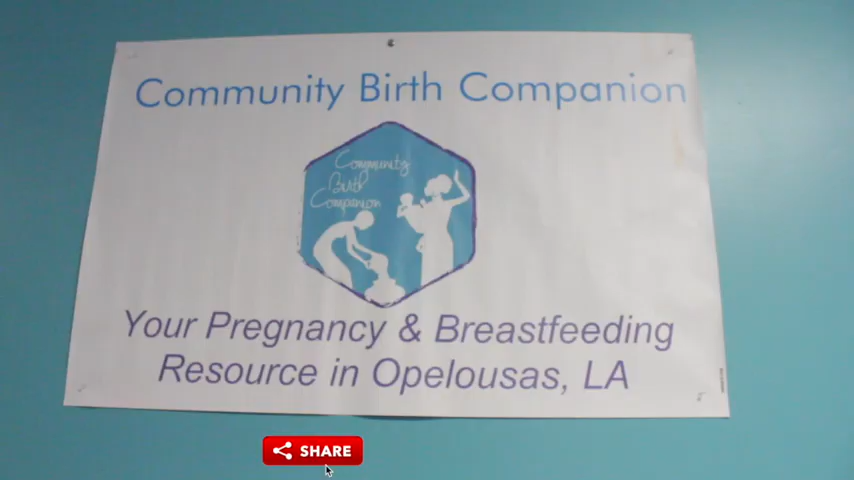 Community Birth Companion
Community
Birth
Companion
Your Pregnancy & Breastfeeding
Resource in Opelousas, LA
SHARE